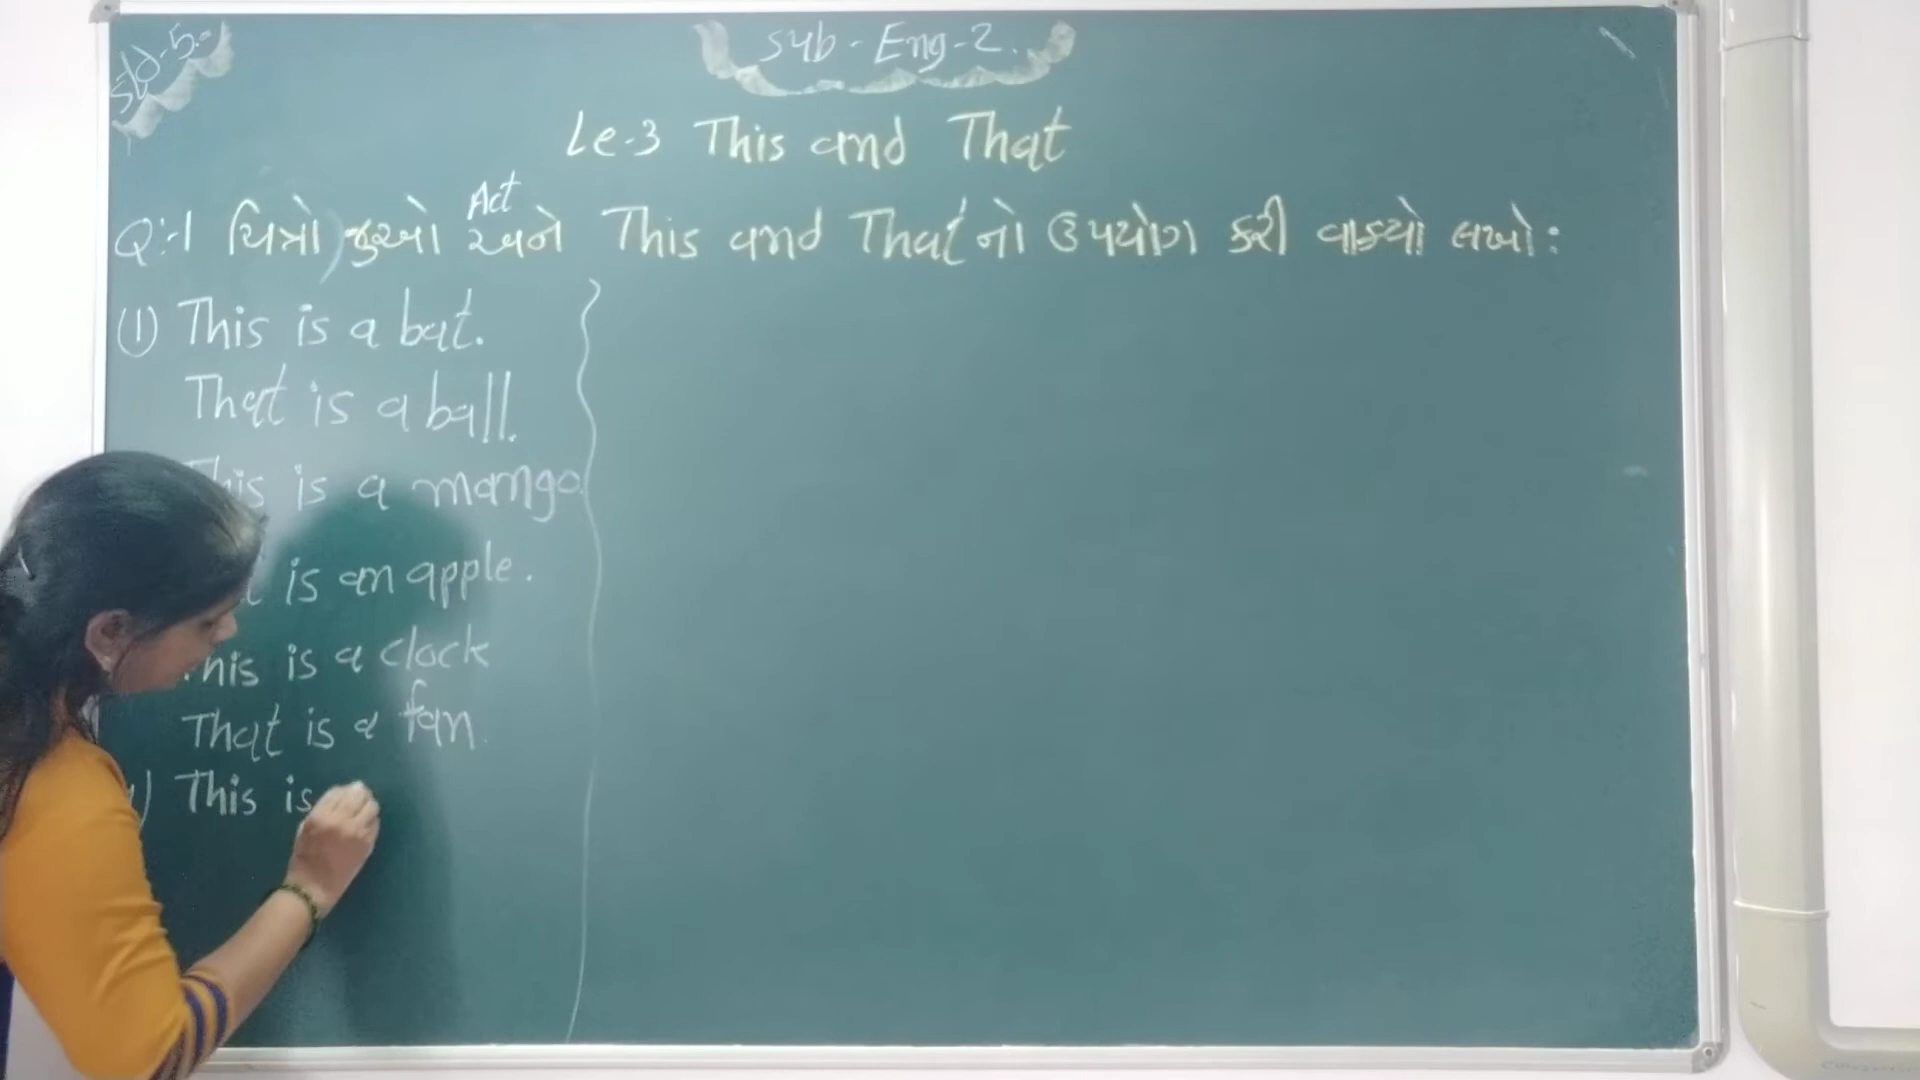 Std-5.
Sub-Eng-2.
Le-3 This and That
Act
Q:-1 ચિત્રો જુઓ અને This and That નો ઉપયોગ કરી વાક્યો લખો:
(1) This is a bat.
That is a ball.
This is a mango.
is an apple.
This is a clock
That is a fan.
This is